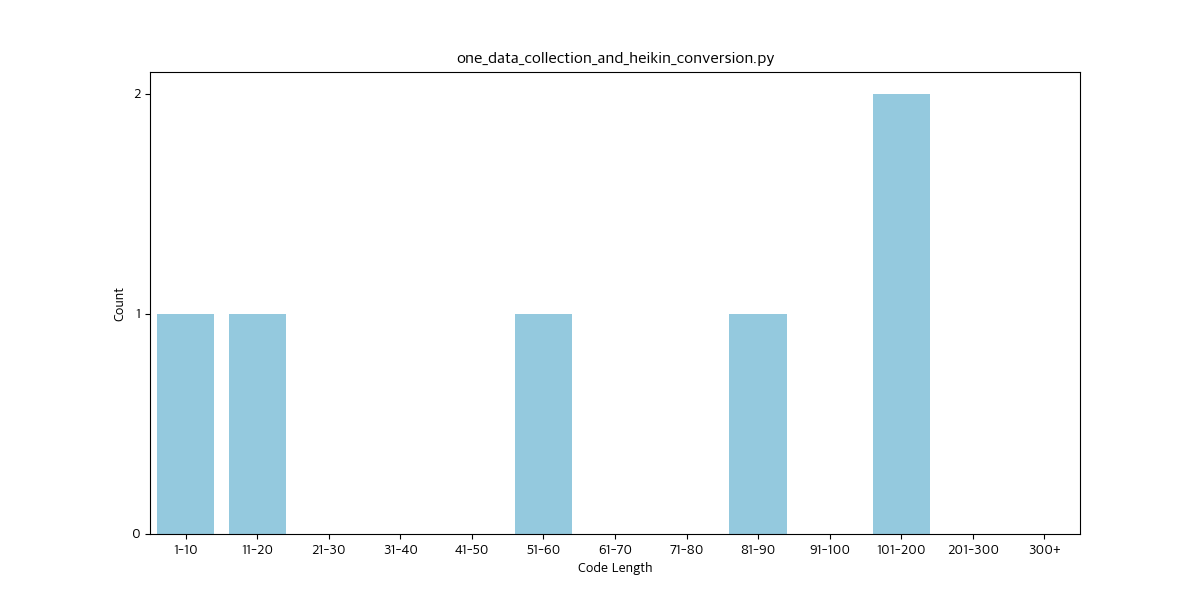 one_data_collection_and_heikin_conversion.py
Count
2
1
0
1-10 11-20 21-30 31-40 41-50 51-60 61-70 71-80 81-90 91-100 101-200 201-300 300+
Code Length